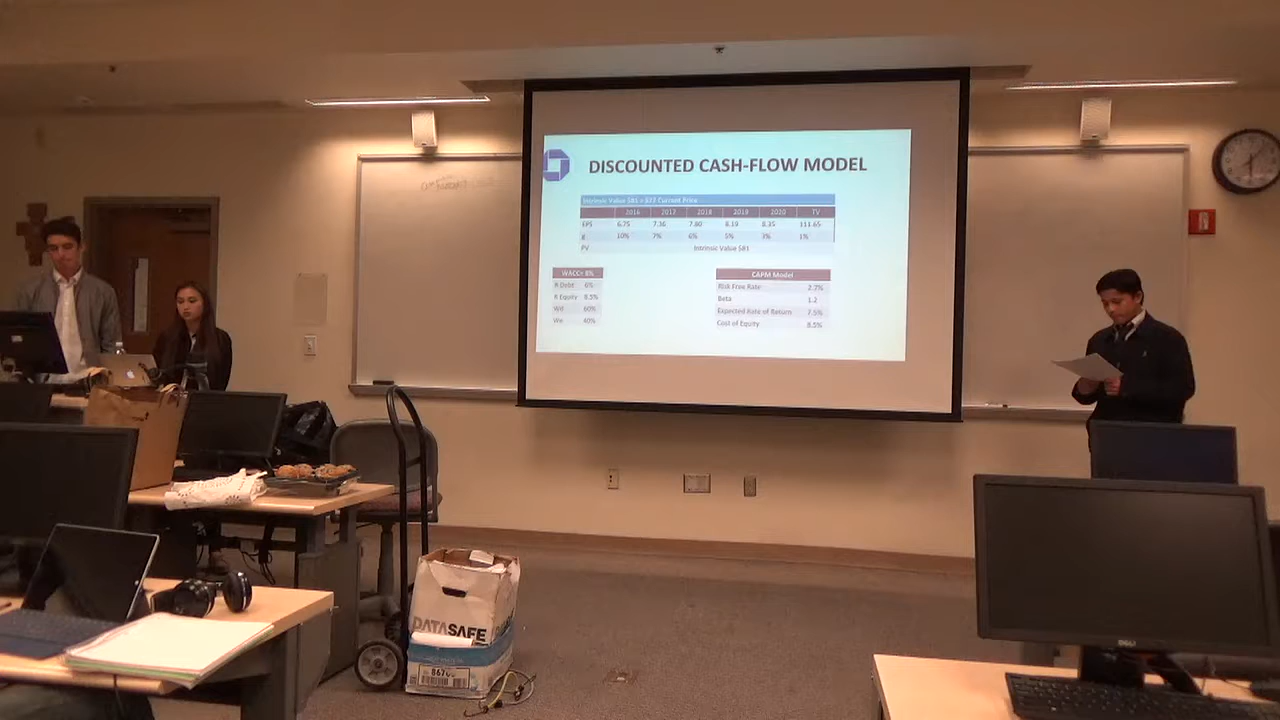 DISCOUNTED CASH-FLOW MODEL
Intrinsic Value $81 > $77 Current Price
2016 2017 2018 2019 2020 TV
EPS 6.75 7.36 7.80 8.19 8.35 111.65
g 10% 7% 6% 5% 3% 1%
PV Intrinsic Value $81
WACC= 8%
R Debt 6%
R Equity 8.5%
Wd 60%
We 40%
CAPM Model
Risk Free Rate 2.7%
Beta 1.2
Expected Rate of Return 7.5%
Cost of Equity 8.5%
DATASAFE
DELL